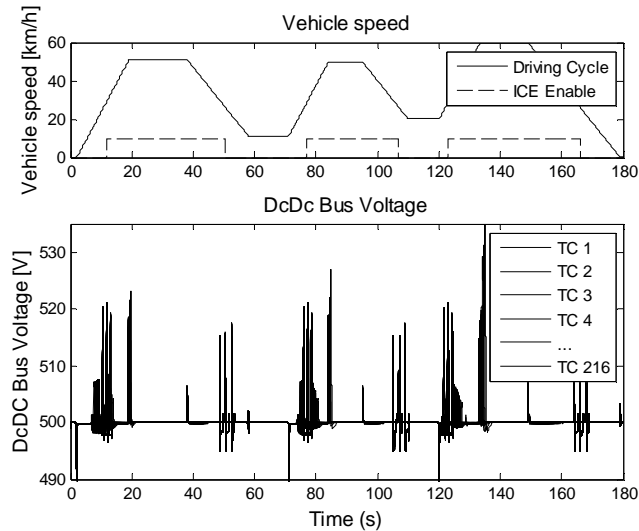 Vehicle speed
Vehicle speed [km/h]
60
40
20
0
Driving Cycle
ICE Enable
0 20 40 60 80 100 120 140 160 180
DcDc Bus Voltage
DcDC Bus Voltage [V]
530
520
510
500
490
TC 1
TC 2
TC 3
TC 4
...
TC 216
0 20 40 60 80 100 120 140 160 180
Time (s)